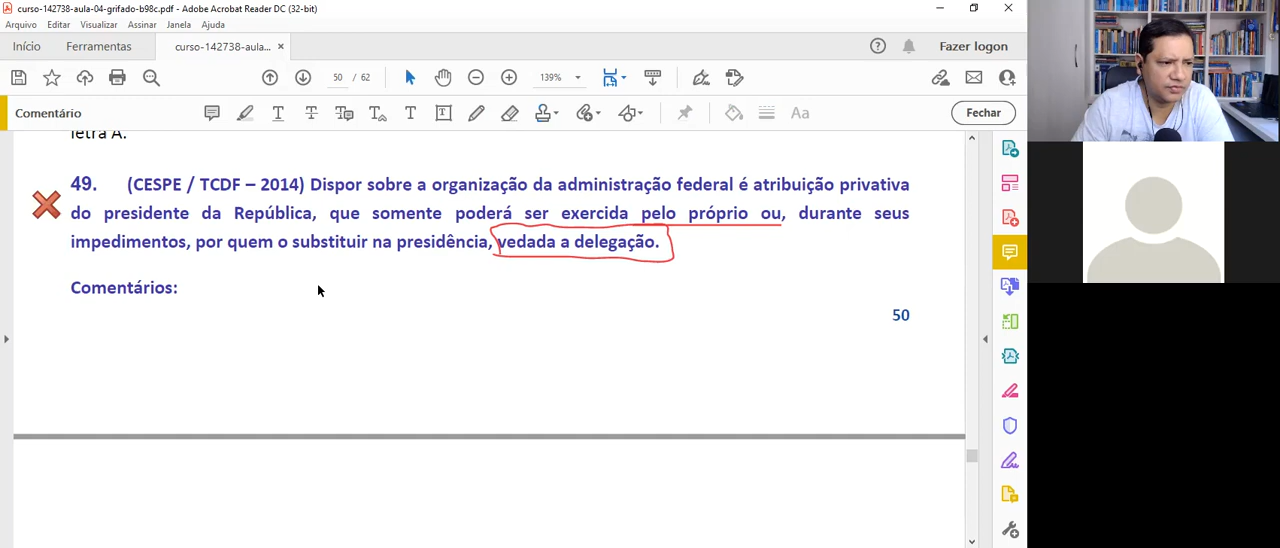 curso-142738-aula-04-grifado-b98c.pdf - Adobe Acrobat Reader DC (32-bit)
Arquivo Editar Visualizar Assinar Janela Ajuda
Início Ferramentas curso-142738-aula... × Fazer logon
50 / 62 139%
Comentário Fechar
letra A.
49. (CESPE / TCDF – 2014) Dispor sobre a organização da administração federal é atribuição privativa
do presidente da República, que somente poderá ser exercida pelo próprio ou, durante seus
impedimentos, por quem o substituir na presidência, vedada a delegação.
Comentários:
50